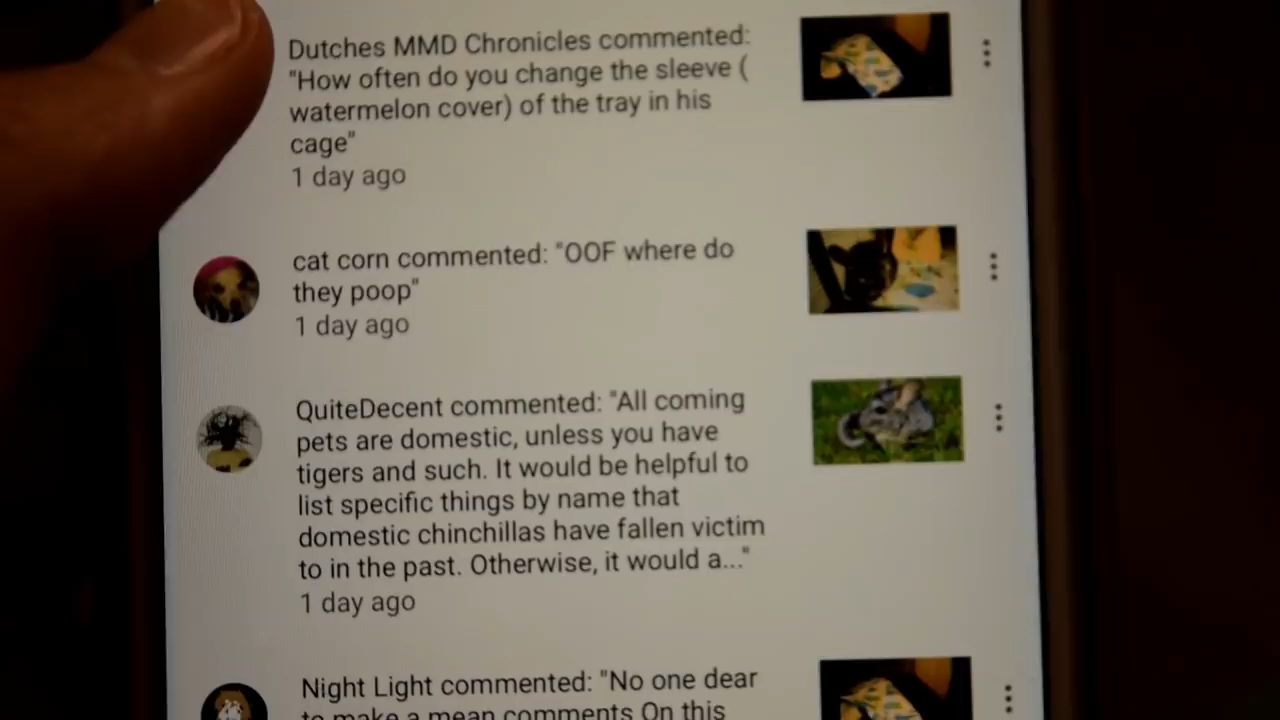 Dutches MMD Chronicles commented:
"How often do you change the sleeve (
watermelon cover) of the tray in his
cage"
1 day ago
cat corn commented: "OOF where do
they poop"
1 day ago
QuiteDecent commented: "All coming
pets are domestic, unless you have
tigers and such. It would be helpful to
list specific things by name that
domestic chinchillas have fallen victim
to in the past. Otherwise, it would a..."
1 day ago
Night Light commented: "No one dear
to make a mean comments On this